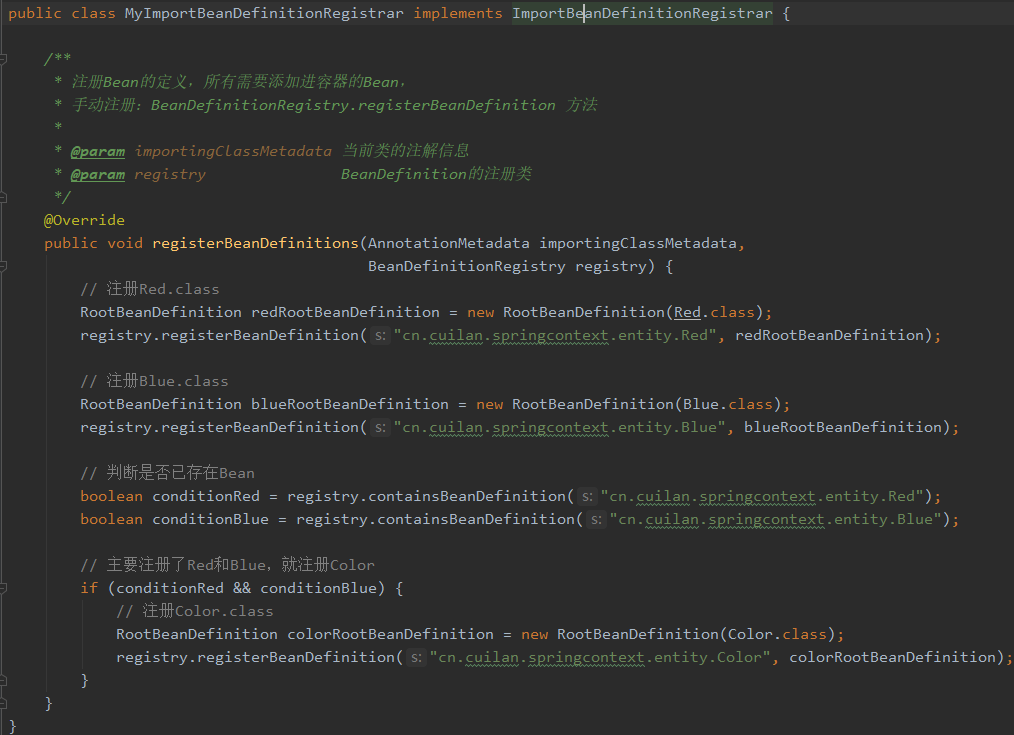 public class MyImportBeanDefinitionRegistrar implements ImportBeanDefinitionRegistrar {
/**
* 注册Bean的定义，所有需要添加进容器的Bean，
* 手动注册：BeanDefinitionRegistry.registerBeanDefinition 方法
*
* @param importingClassMetadata 当前类的注解信息
* @param registry               BeanDefinition的注册类
*/
@Override
public void registerBeanDefinitions(AnnotationMetadata importingClassMetadata,
BeanDefinitionRegistry registry) {
// 注册Red.class
RootBeanDefinition redRootBeanDefinition = new RootBeanDefinition(Red.class);
registry.registerBeanDefinition( s: "cn.cuilan.springcontext.entity.Red", redRootBeanDefinition);
// 注册Blue.class
RootBeanDefinition blueRootBeanDefinition = new RootBeanDefinition(Blue.class);
registry.registerBeanDefinition( s: "cn.cuilan.springcontext.entity.Blue", blueRootBeanDefinition);
// 判断是否已存在Bean
boolean conditionRed = registry.containsBeanDefinition( s: "cn.cuilan.springcontext.entity.Red");
boolean conditionBlue = registry.containsBeanDefinition( s: "cn.cuilan.springcontext.entity.Blue");
// 主要注册了Red和Blue，就注册Color
if (conditionRed && conditionBlue) {
// 注册Color.class
RootBeanDefinition colorRootBeanDefinition = new RootBeanDefinition(Color.class);
registry.registerBeanDefinition( s: "cn.cuilan.springcontext.entity.Color", colorRootBeanDefinition);
}
}
}